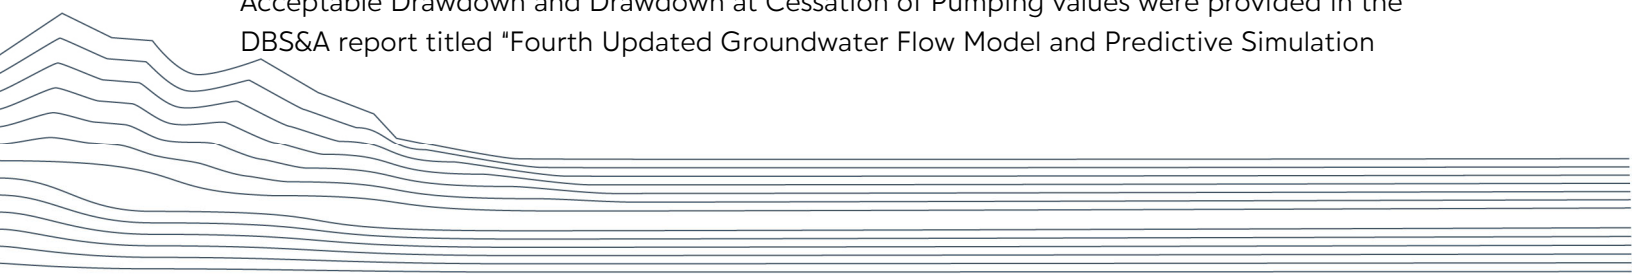 Acceptable Drawdown and Drawdown at Cessation of Pumping values were provided in the
DBS&A report titled "Fourth Updated Groundwater Flow Model and Predictive Simulation